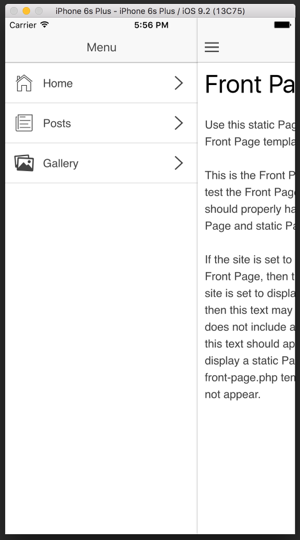 iPhone 6s Plus - iPhone 6s Plus / iOS 9.2 (13C75)
Carrier 5:56 PM
Menu
Home
Posts
Gallery
Front Pa
Use this static Pag
Front Page templa
This is the Front P
test the Front Page
should properly ha
Page and static Pa
If the site is set to
Front Page, then t
site is set to displa
then this text may
does not include a
this text should ap
display a static Pa
front-page.php tem
not appear.